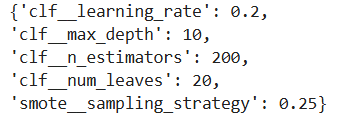 {'clf__learning_rate': 0.2,
'clf__max_depth': 10,
'clf__n_estimators': 200,
'clf__num_leaves': 20,
'smote__sampling_strategy': 0.25}